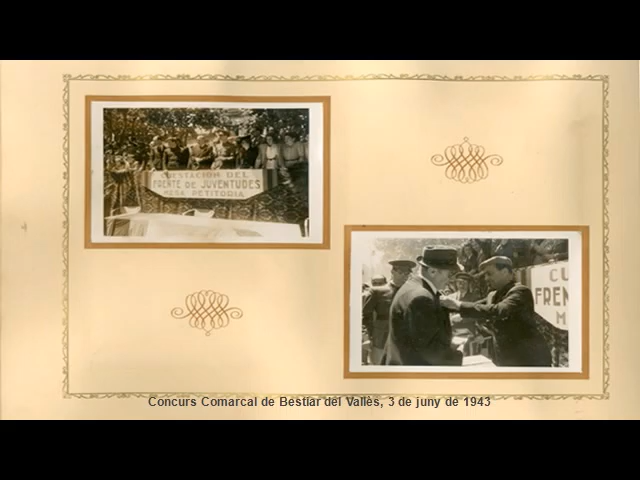 CUESTACION DEL
FRENTE DE JUVENTUDES
MESA PETITORIA
CU
FREN
M
Concurs Comarcal de Bestiar del Vallès, 3 de juny de 1943